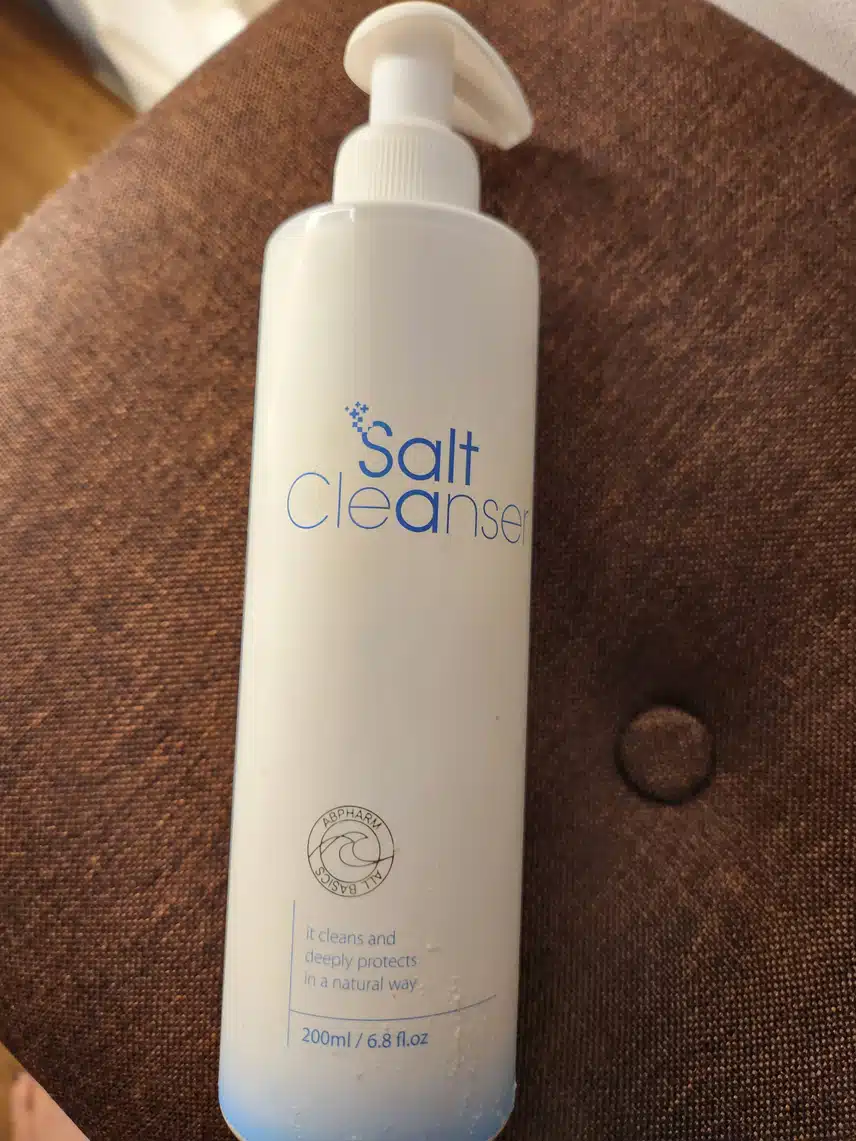 Salt
Cleanser
ABPHARM
ALL BASICS
it cleans and
deeply protects
in a natural way
200ml / 6.8 fl.oz